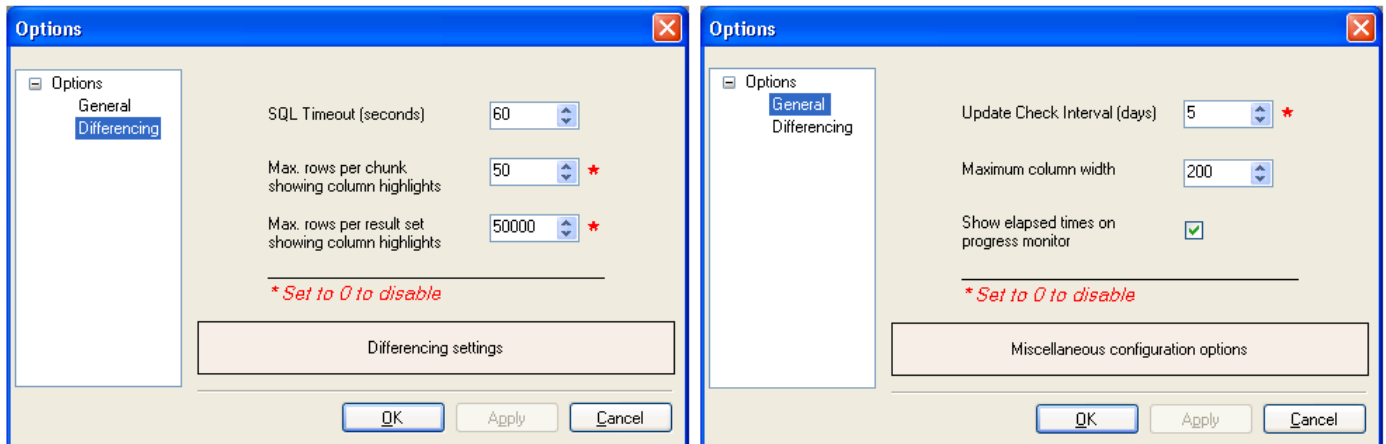 Options
Options
General
Differencing
SQL Timeout (seconds)
60
Max. rows per chunk
showing column highlights
50
*
Max. rows per result set
showing column highlights
50000
*
* Set to 0 to disable
Differencing settings
OK
Apply
Cancel
Options
Options
General
Differencing
Update Check Interval (days)
5
*
Maximum column width
200
Show elapsed times on
progress monitor
* Set to 0 to disable
Miscellaneous configuration options
OK
Apply
Cancel